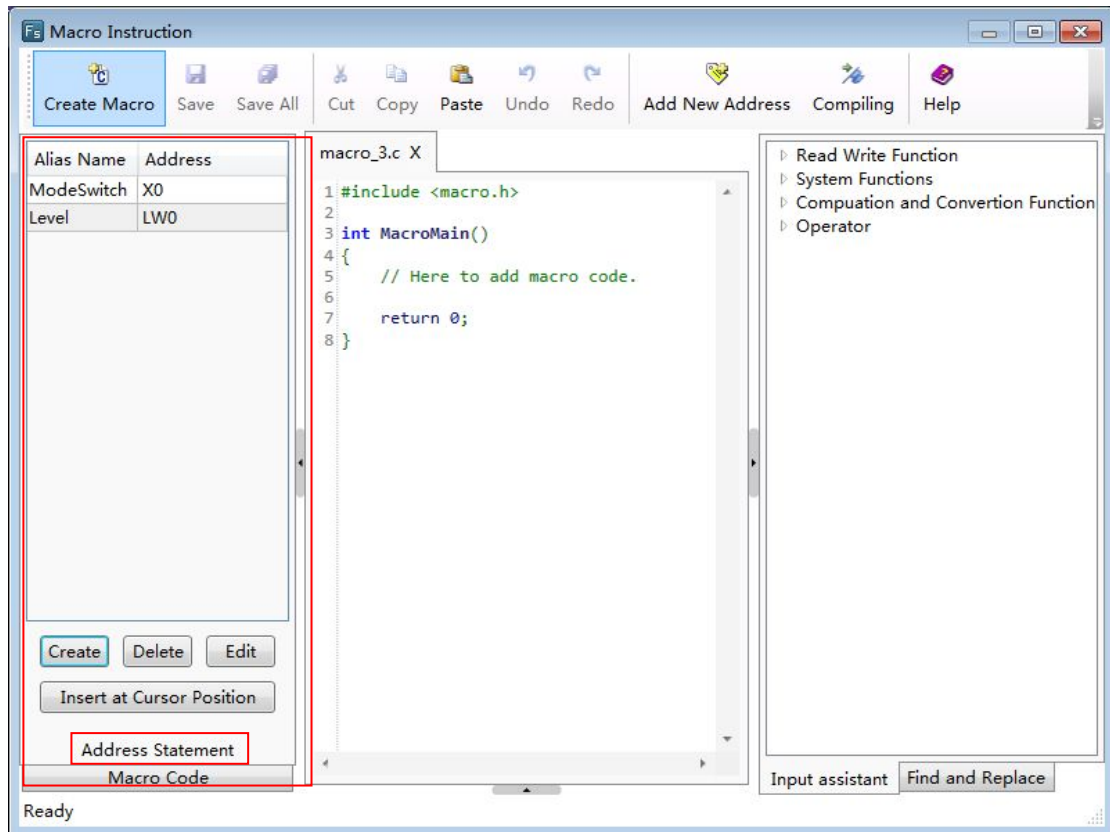 Fs Macro Instruction
Create Macro Save Save All Cut Copy Paste Undo Redo Add New Address Compiling Help
Alias Name Address
ModeSwitch X0
Level LW0
Create Delete Edit
Insert at Cursor Position
Address Statement
Macro Code
macro_3.c X
1 #include <macro.h>
2
3 int MacroMain()
4 {
5 // Here to add macro code.
6
7 return 0;
8 }
Read Write Function
System Functions
Compuation and Convertion Function
Operator
Input assistant Find and Replace
Ready